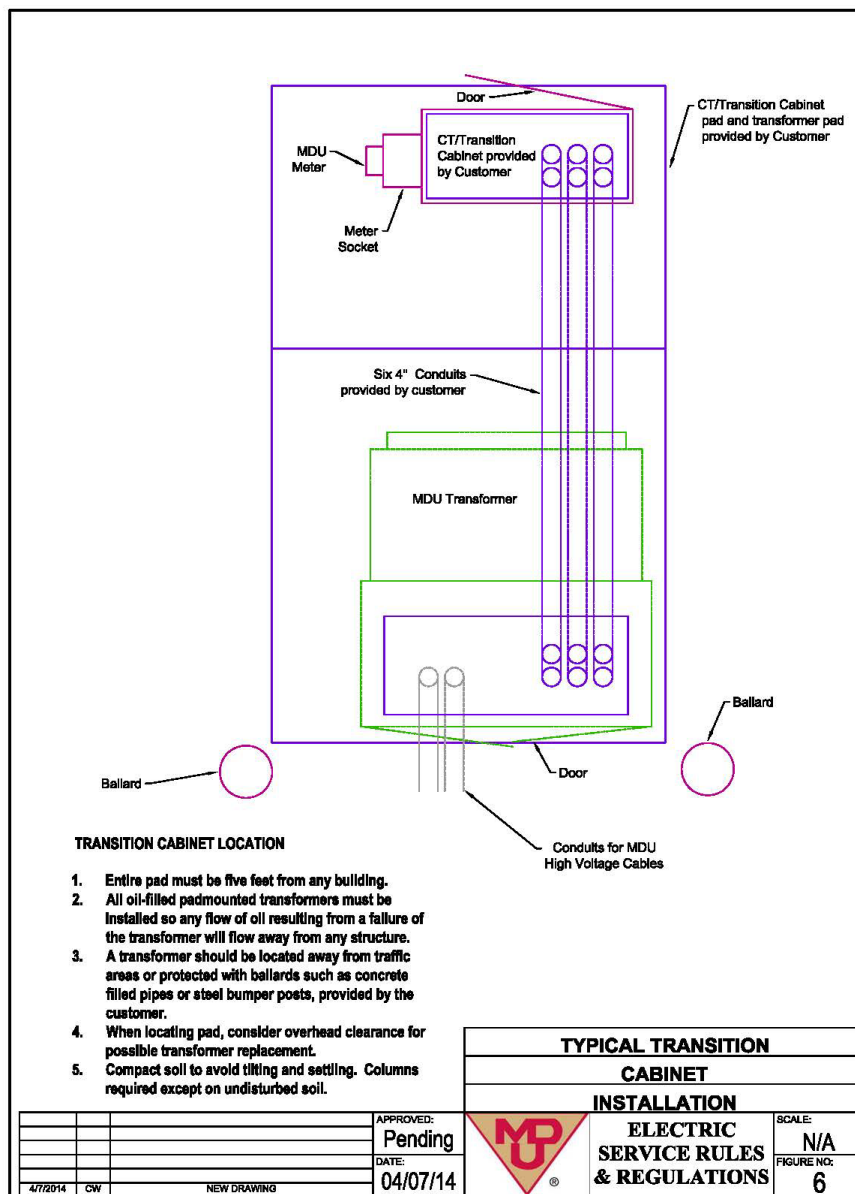 Door
CT/Transition Cabinet
pad and transformer pad
provided by Customer
CT/Transition
Cabinet provided
by Customer
MDU
Meter
Meter
Socket
Six 4" Conduits
provided by customer
MDU Transformer
Ballard
Ballard
Door
Conduits for MDU
High Voltage Cables
TRANSITION CABINET LOCATION
1. Entire pad must be five feet from any building.
2. All oil-filled padmounted transformers must be
installed so any flow of oil resulting from a failure of
the transformer will flow away from any structure.
3. A transformer should be located away from traffic
areas or protected with ballards such as concrete
filled pipes or steel bumper posts, provided by the
customer.
4. When locating pad, consider overhead clearance for
possible transformer replacement.
5. Compact soil to avoid tilting and settling. Columns
required except on undisturbed soil.
TYPICAL TRANSITION
CABINET
INSTALLATION
APPROVED:
Pending
DATE:
04/07/14
MDU
®
ELECTRIC
SERVICE RULES
& REGULATIONS
SCALE:
N/A
FIGURE NO:
6
4/7/2014 CW NEW DRAWING